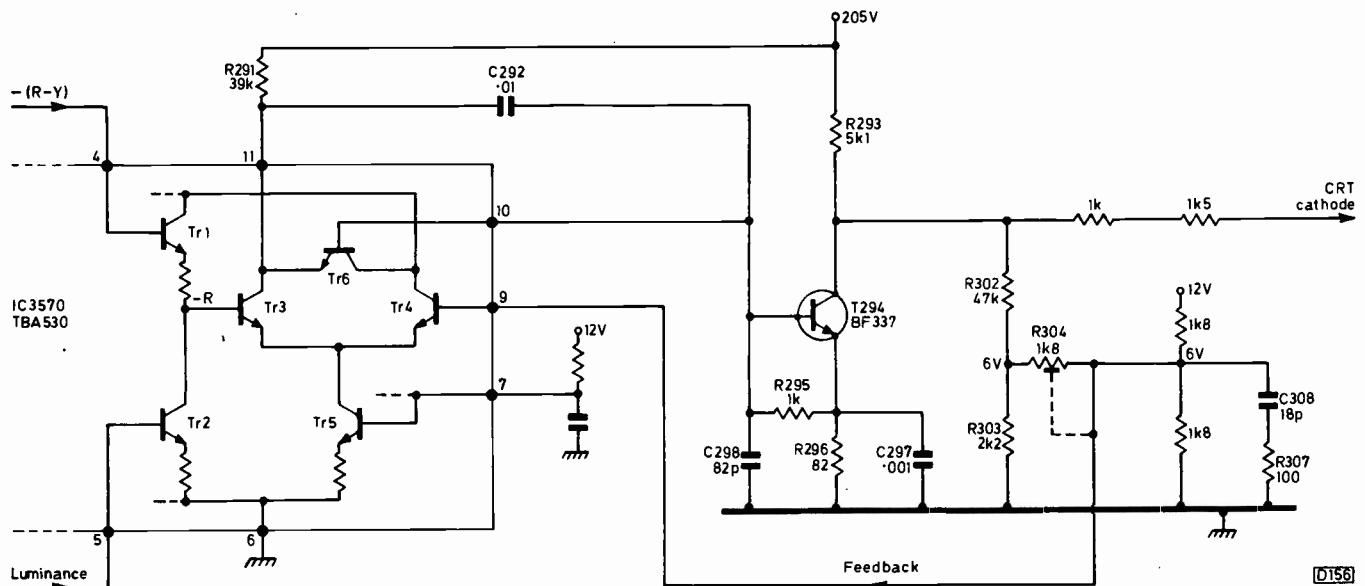 205V
R291
39k
C292
·01
−(R-Y)
R293
5k1
4
11
10
CRT
cathode
1k
1k5
Tr1
Tr6
IC3570
TBA530
-R
Tr3
Tr4
9
T294
BF337
R302
47k
12V
12V
1k8
R304
1k8
6V
6V
7
R295
1k
C308
18p
Tr2
Tr5
R303
2k2
1k8
C298
82p
R296
82
C297
·001
R307
100
5
6
Luminance
Feedback
D156